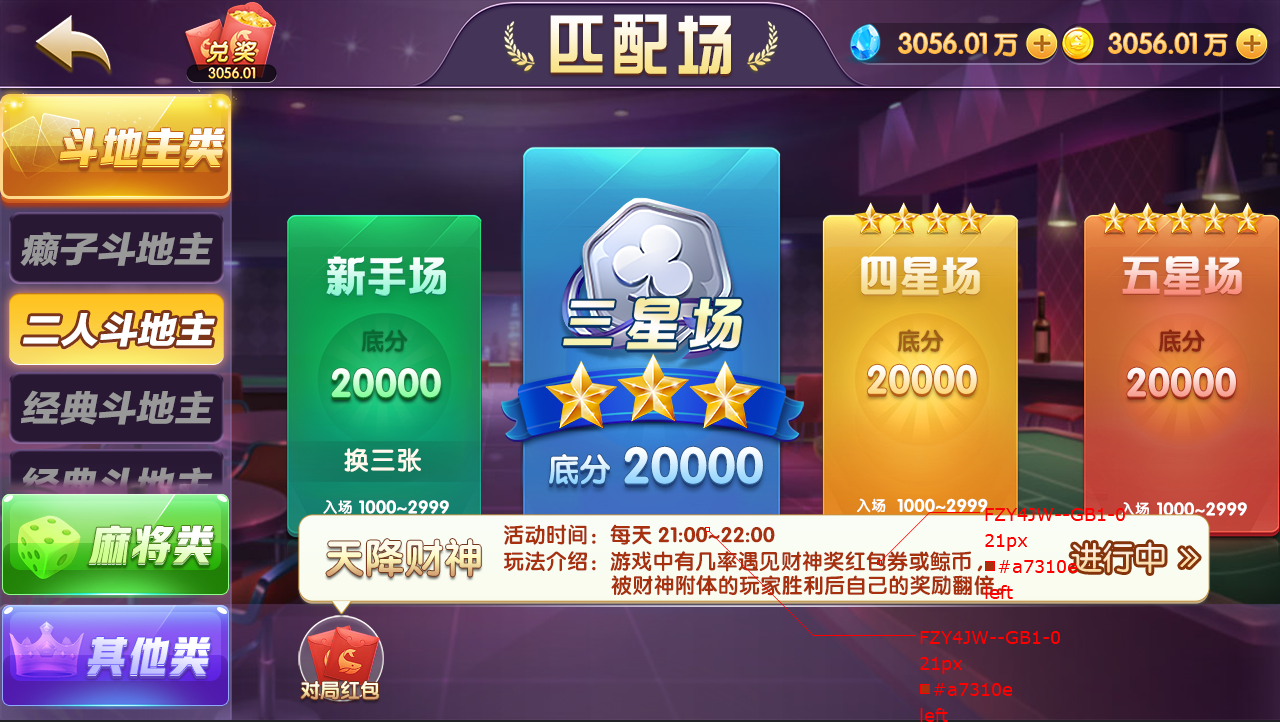 兑奖
3056.01
匹配场
3056.01万
3056.01万
斗地主类
癞子斗地主
二人斗地主
经典斗地主
经典斗地主
麻将类
其他类
新手场
底分
20000
换三张
入场 1000~2999
三星场
底分 20000
四星场
底分
20000
入场 1000~2999
五星场
底分
20000
入场 1000~2999
天降财神
活动时间：每天 21:00~22:00
玩法介绍：游戏中有几率遇见财神奖红包券或鲸币，
被财神附体的玩家胜利后自己的奖励翻倍
进行中
FZY4JW--GB1-0
21px
#a7310e
left
对局红包
FZY4JW--GB1-0
21px
#a7310e
left